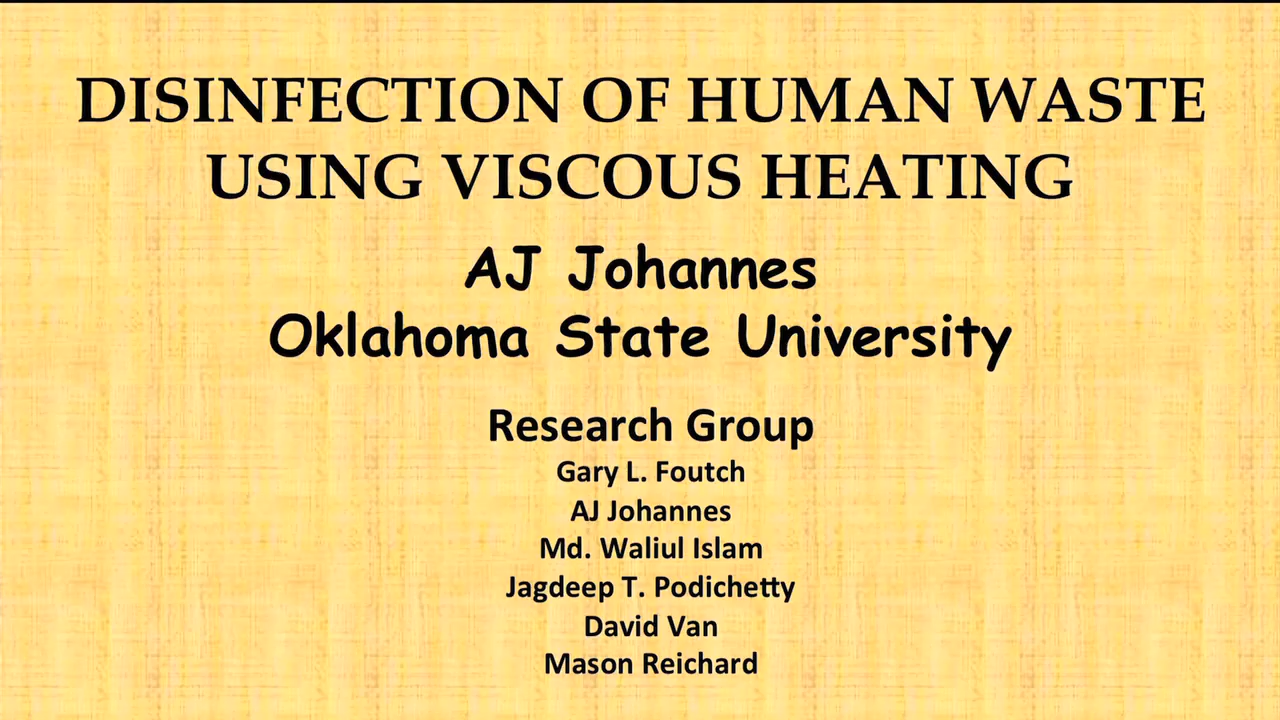 DISINFECTION OF HUMAN WASTE
USING VISCOUS HEATING
AJ Johannes
Oklahoma State University
Research Group
Gary L. Foutch
AJ Johannes
Md. Waliul Islam
Jagdeep T. Podichetty
David Van
Mason Reichard